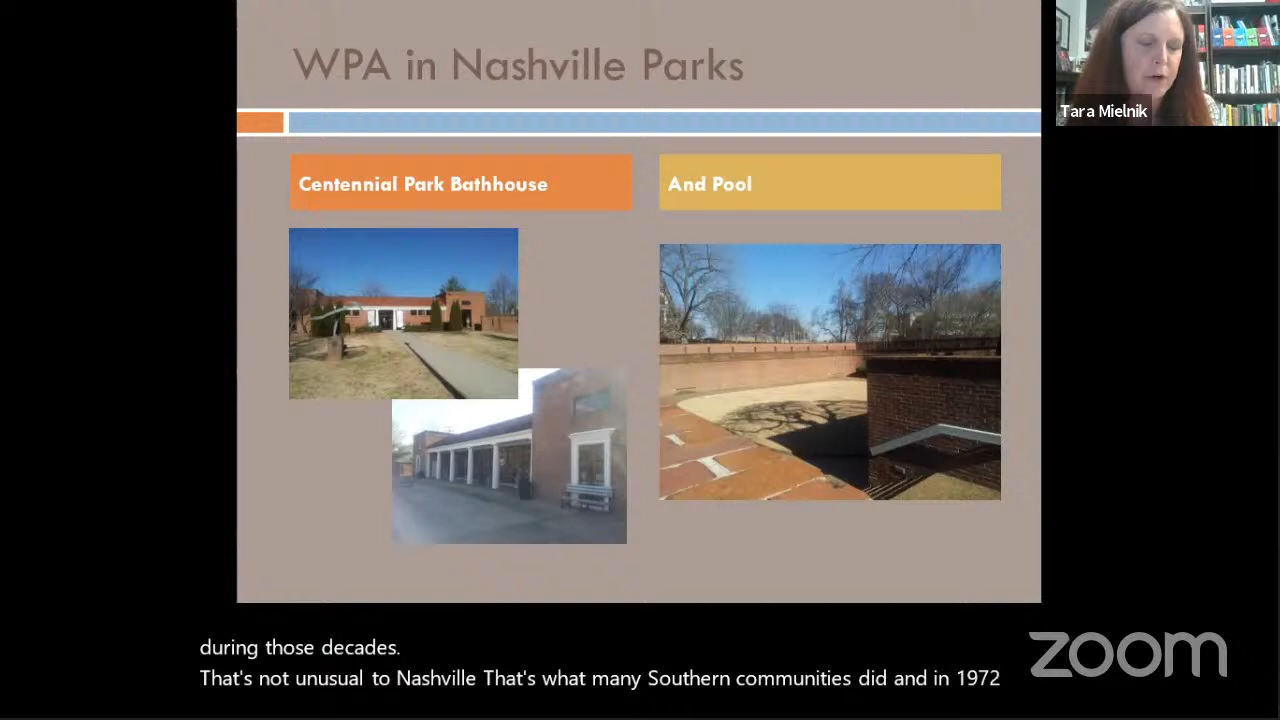 WPA in Nashville Parks
Tara Mielnik
Centennial Park Bathhouse
And Pool
during those decades.
That's not unusual to Nashville That's what many Southern communities did and in 1972
zoom